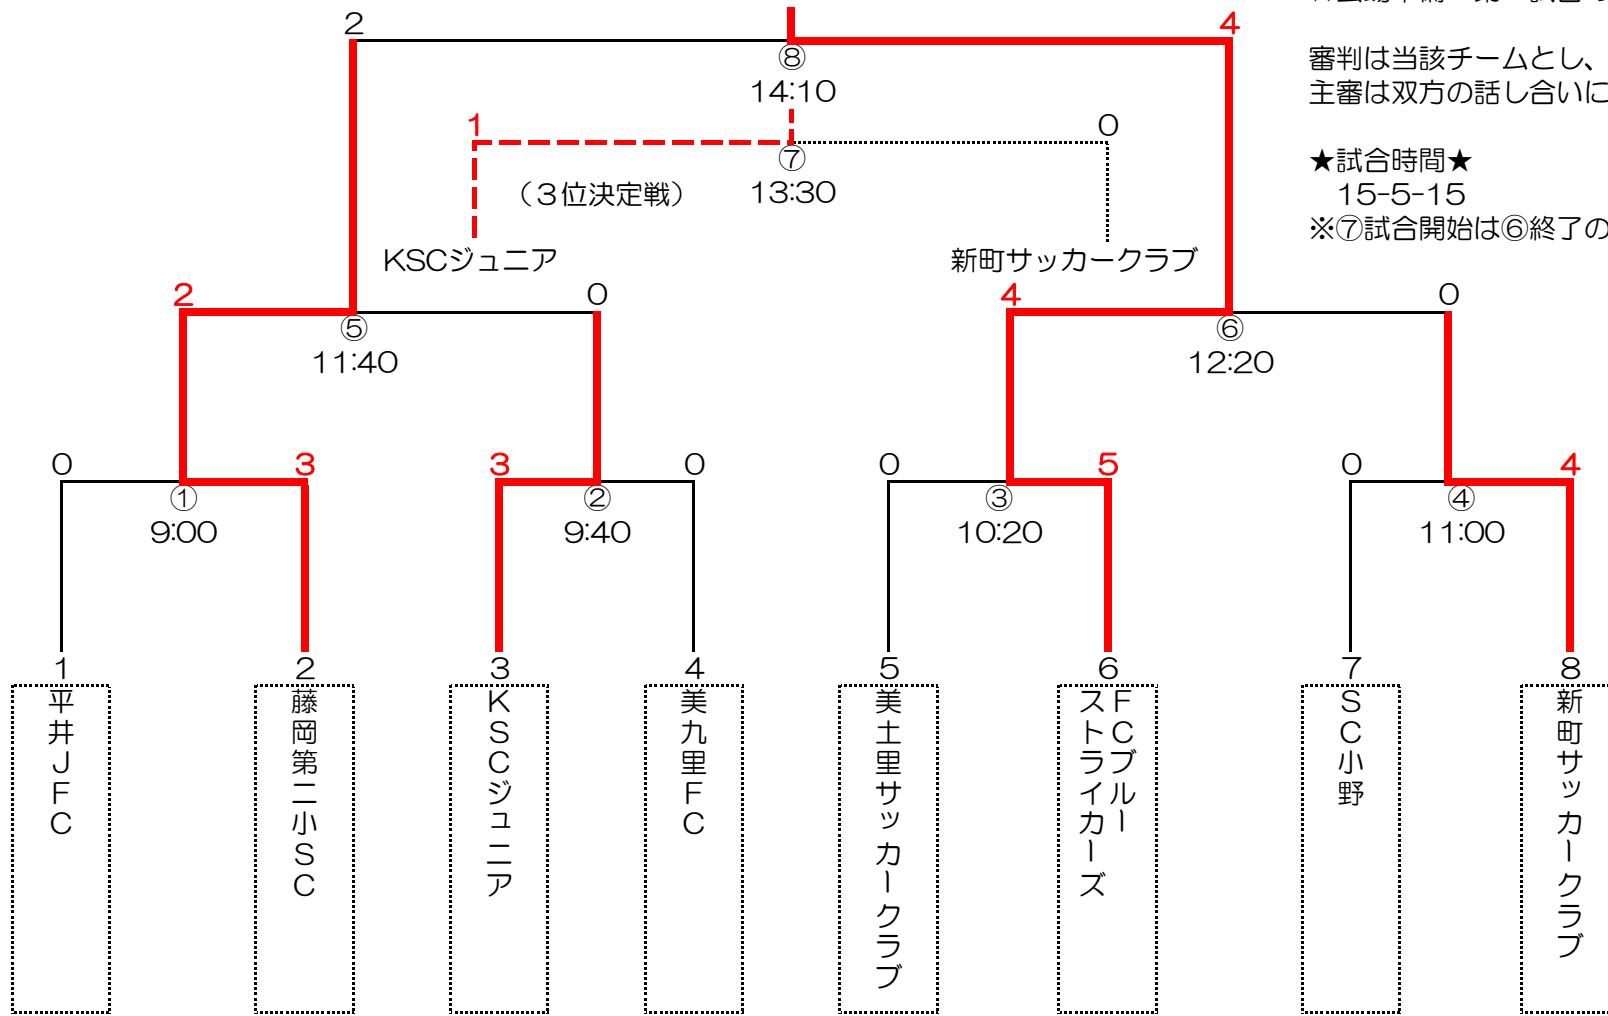 2
4
⑧
14:10
審判は当該チームとし、
主審は双方の話し合いに
1
0
⑦
13:30
（３位決定戦）
★試合時間★
15-5-15
※⑦試合開始は⑥終了の
KSCジュニア
新町サッカークラブ
2
0
4
0
⑤
11:40
⑥
12:20
0
3
3
0
0
5
0
4
①
9:00
②
9:40
③
10:20
④
11:00
1
2
3
4
5
6
7
8
平井ＪＦＣ
藤岡第二小ＳＣ
ＫＳＣジュニア
美九里ＦＣ
美土里サッカークラブ
ＦＣブルー
ストライカーズ
ＳＣ小野
新町サッカークラブ